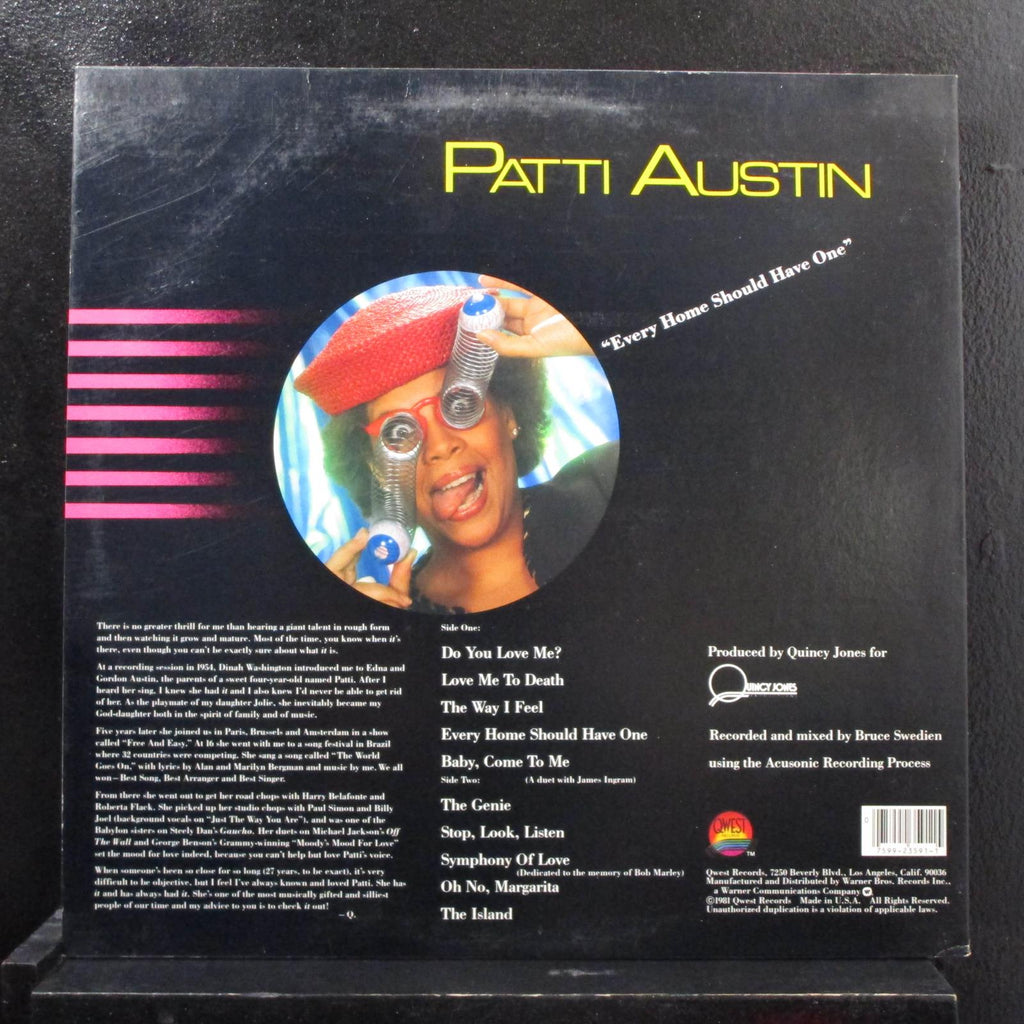 PATTI AUSTIN
“Every Home Should Have One”
There is no greater thrill for me than hearing a giant talent in rough form
and then watching it grow and mature. Most of the time, you know when it's
there, even though you can't be exactly sure about what it is.
At a recording session in 1954, Dinah Washington introduced me to Edna and
Gordon Austin, the parents of a sweet four-year-old named Patti. After I
heard her sing, I knew she had it and I also knew I'd never be able to get rid
of her. As the playmate of my daughter Jolie, she inevitably became my
God-daughter both in the spirit of family and of music.
Five years later she joined us in Paris, Brussels and Amsterdam in a show
called “Free And Easy.” At 16 she went with me to a song festival in Brazil
where 32 countries were competing. She sang a song called “The World
Goes On,” with lyrics by Alan and Marilyn Bergman and music by me. We all
won—Best Song, Best Arranger and Best Singer.
From there she went out to get her road chops with Harry Belafonte and
Roberta Flack. She picked up her studio chops with Paul Simon and Billy
Joel (background vocals on “Just The Way You Are”), and was one of the
Babylon sisters on Steely Dan's Gaucho. Her duets on Michael Jackson's Off
The Wall and George Benson's Grammy-winning “Moody's Mood For Love”
set the mood for love indeed, because you can't help but love Patti's voice.
When someone's been so close for so long (27 years, to be exact), it's very
difficult to be objective, but I feel I've always known and loved Patti. She has
it and has always had it. She's one of the most musically gifted and silliest
people of our time and my advice to you is to check it out!
—Q.
Side One:
Do You Love Me?
Love Me To Death
The Way I Feel
Every Home Should Have One
Baby, Come To Me
(A duet with James Ingram)
Side Two:
The Genie
Stop, Look, Listen
Symphony Of Love
(Dedicated to the memory of Bob Marley)
Oh No, Margarita
The Island
Produced by Quincy Jones for
QUINCY JONES
Recorded and mixed by Bruce Swedien
using the Acusonic Recording Process
QWEST
RECORDS
TM
0
7599-23591-1
Qwest Records, 7250 Beverly Blvd., Los Angeles, Calif. 90036
Manufactured and Distributed by Warner Bros. Records Inc.,
a Warner Communications Company
©1981 Qwest Records Made in U.S.A. All Rights Reserved.
Unauthorized duplication is a violation of applicable laws.